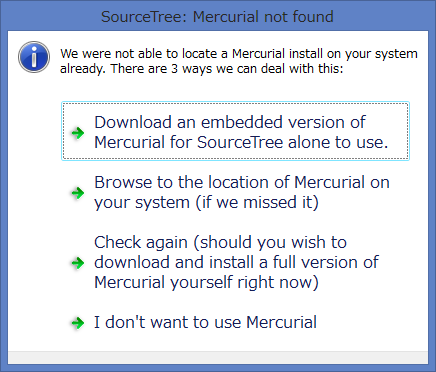 SourceTree: Mercurial not found
We were not able to locate a Mercurial install on your system
already. There are 3 ways we can deal with this:
Download an embedded version of
Mercurial for SourceTree alone to use.
Browse to the location of Mercurial on
your system (if we missed it)
Check again (should you wish to
download and install a full version of
Mercurial yourself right now)
I don't want to use Mercurial